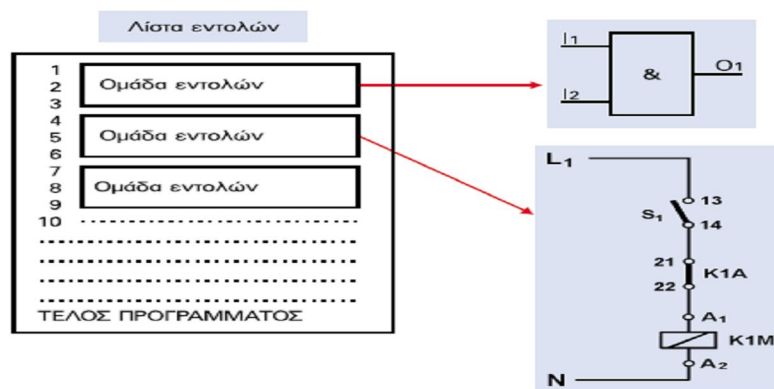 Λίστα εντολών
1
2 Ομάδα εντολών
3
4
5 Ομάδα εντολών
6
7
8 Ομάδα εντολών
9
10
ΤΕΛΟΣ ΠΡΟΓΡΑΜΜΑΤΟΣ
I1
I2
&
O1
L1
S1
13
14
21
K1A
22
A1
K1M
A2
N